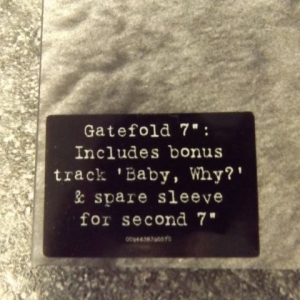 Gatefold 7":
Includes bonus
track 'Baby, Why?'
& spare sleeve
for second 7"